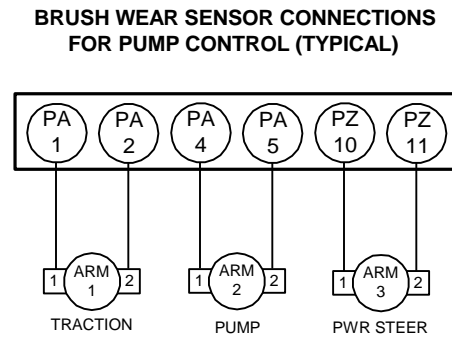 BRUSH WEAR SENSOR CONNECTIONS
FOR PUMP CONTROL (TYPICAL)
PA PA PA PA PZ PZ
1 2 4 5 10 11
1 ARM 1 2
1 ARM 2 2
1 ARM 3 2
TRACTION PUMP PWR STEER